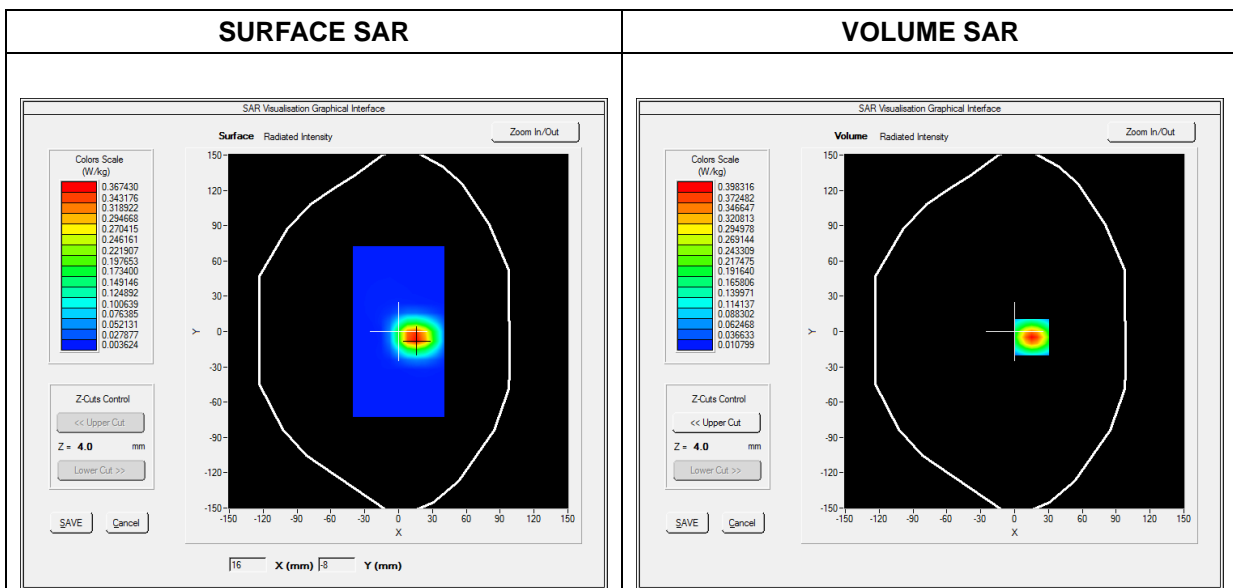 SURFACE SAR
VOLUME SAR
SAR Visualisation Graphical Interface
Surface Radiated Intensity
Zoom In/Out
Colors Scale
(W/kg)
0.367430
0.343176
0.318922
0.294668
0.270415
0.246161
0.221907
0.197653
0.173400
0.149146
0.124892
0.100639
0.076385
0.052131
0.027877
0.003624
Z-Cuts Control
<< Upper Cut
Z = 4.0 mm
Lower Cut >>
SAVE Cancel
150
120
90
60
30
0
-30
-60
-90
-120
-150
Y
-150 -120 -90 -60 -30 0 30 60 90 120 150
X
16 X (mm) -8 Y (mm)
SAR Visualisation Graphical Interface
Volume Radiated Intensity
Zoom In/Out
Colors Scale
(W/kg)
0.398316
0.372482
0.346647
0.320813
0.294978
0.269144
0.243309
0.217475
0.191640
0.165806
0.139971
0.114137
0.088302
0.062468
0.036633
0.010799
Z-Cuts Control
<< Upper Cut
Z = 4.0 mm
Lower Cut >>
SAVE Cancel
150
120
90
60
30
0
-30
-60
-90
-120
-150
Y
-150 -120 -90 -60 -30 0 30 60 90 120 150
X